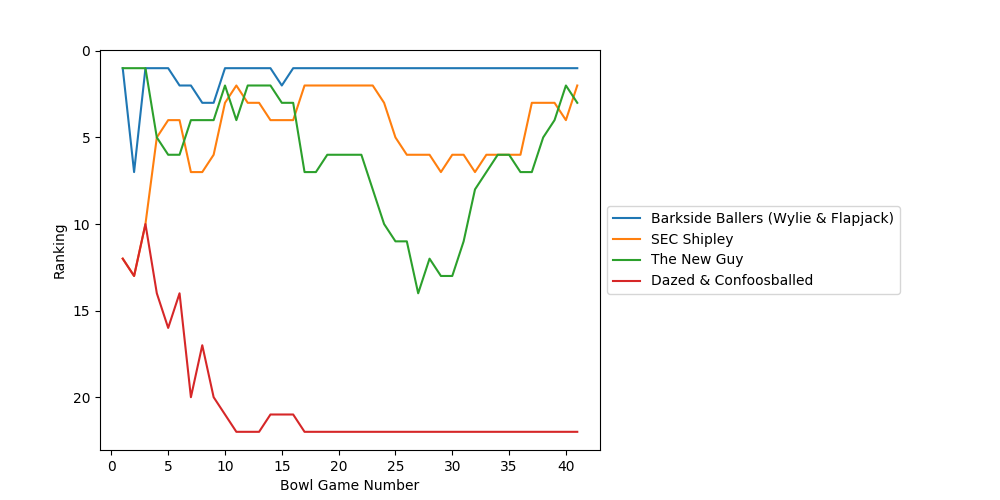 0
5
10
15
20
Ranking
0 5 10 15 20 25 30 35 40
Bowl Game Number
Barkside Ballers (Wylie & Flapjack)
SEC Shipley
The New Guy
Dazed & Confoosballed